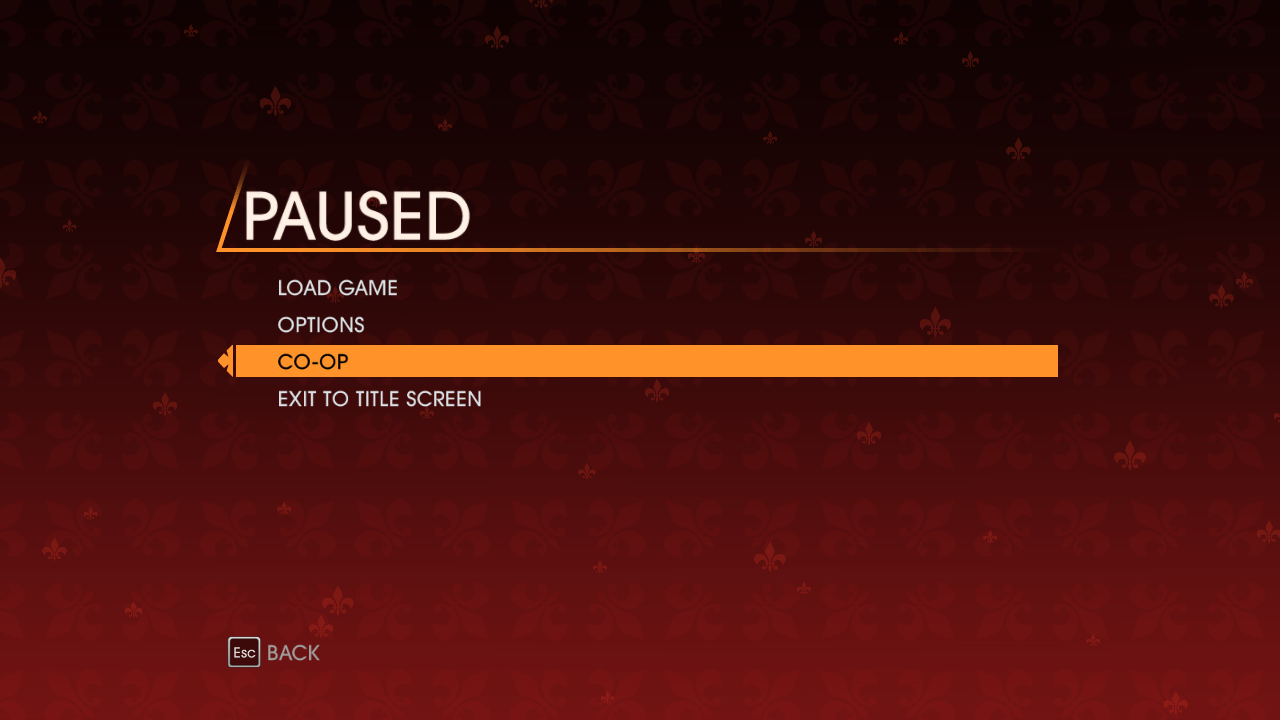 PAUSED
LOAD GAME
OPTIONS
CO-OP
EXIT TO TITLE SCREEN
Esc BACK